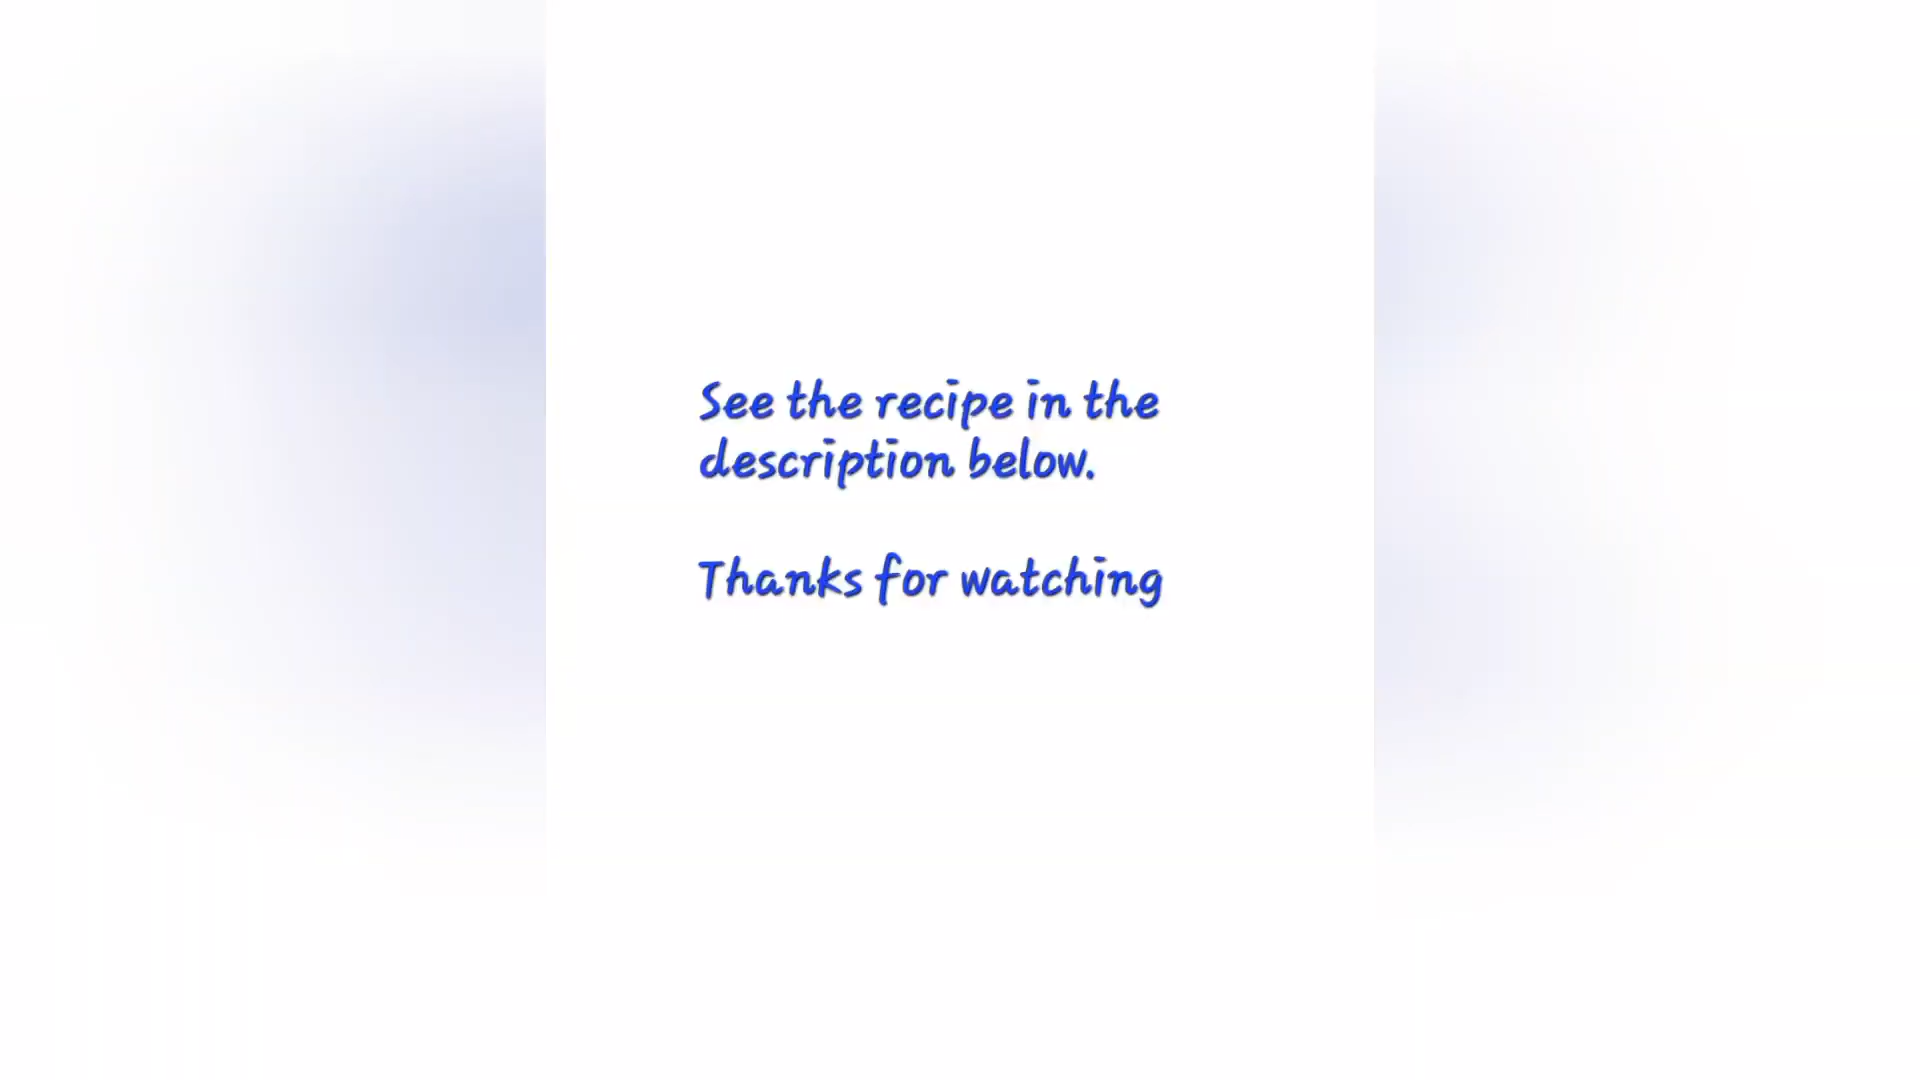 See the recipe in the
description below.
Thanks for watching